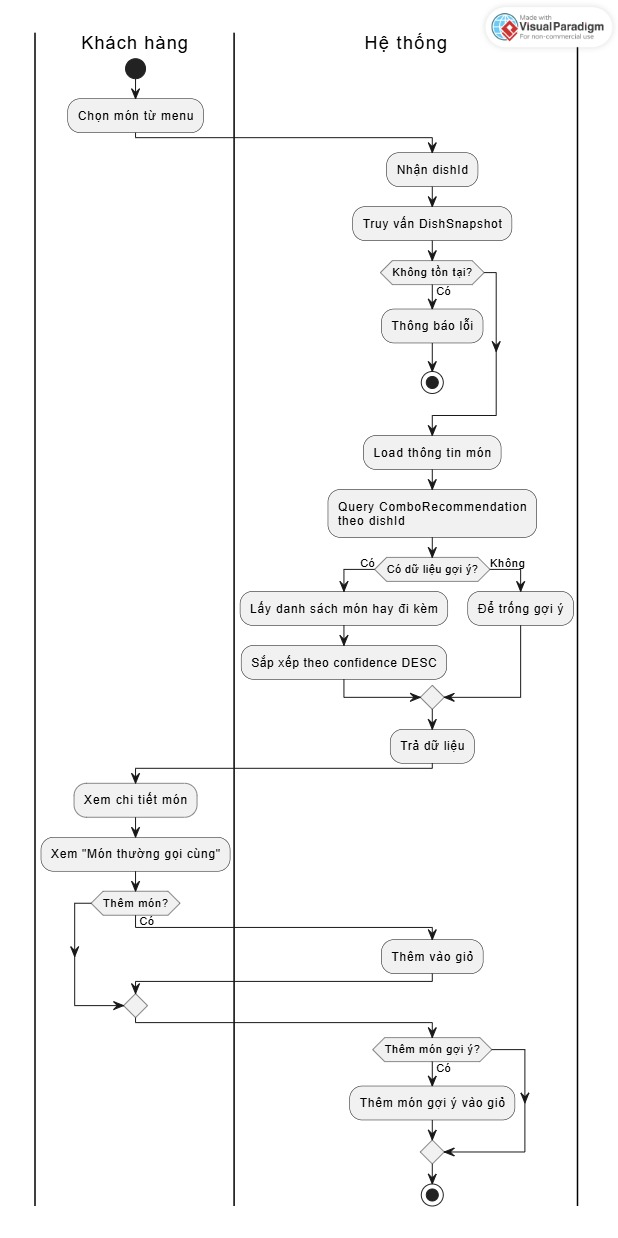 Made with
VisualParadigm
For non-commercial use
Khách hàng
Hệ thống
Chọn món từ menu
Nhận dishId
Truy vấn DishSnapshot
Không tồn tại?
Có
Thông báo lỗi
Load thông tin món
Query ComboRecommendation
theo dishId
Có
Có dữ liệu gợi ý?
Không
Lấy danh sách món hay đi kèm
Để trống gợi ý
Sắp xếp theo confidence DESC
Trả dữ liệu
Xem chi tiết món
Xem "Món thường gọi cùng"
Thêm món?
Có
Thêm vào giỏ
Thêm món gợi ý?
Có
Thêm món gợi ý vào giỏ